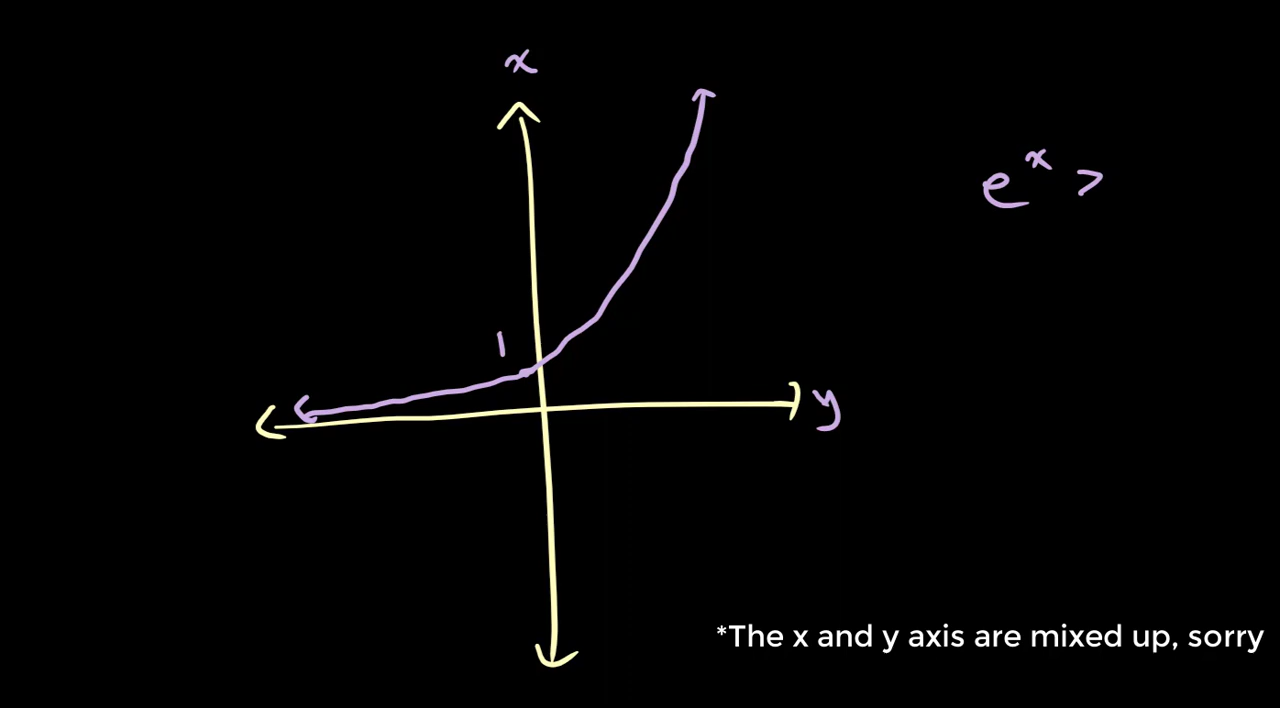 x
e^x >
1
y
*The x and y axis are mixed up, sorry